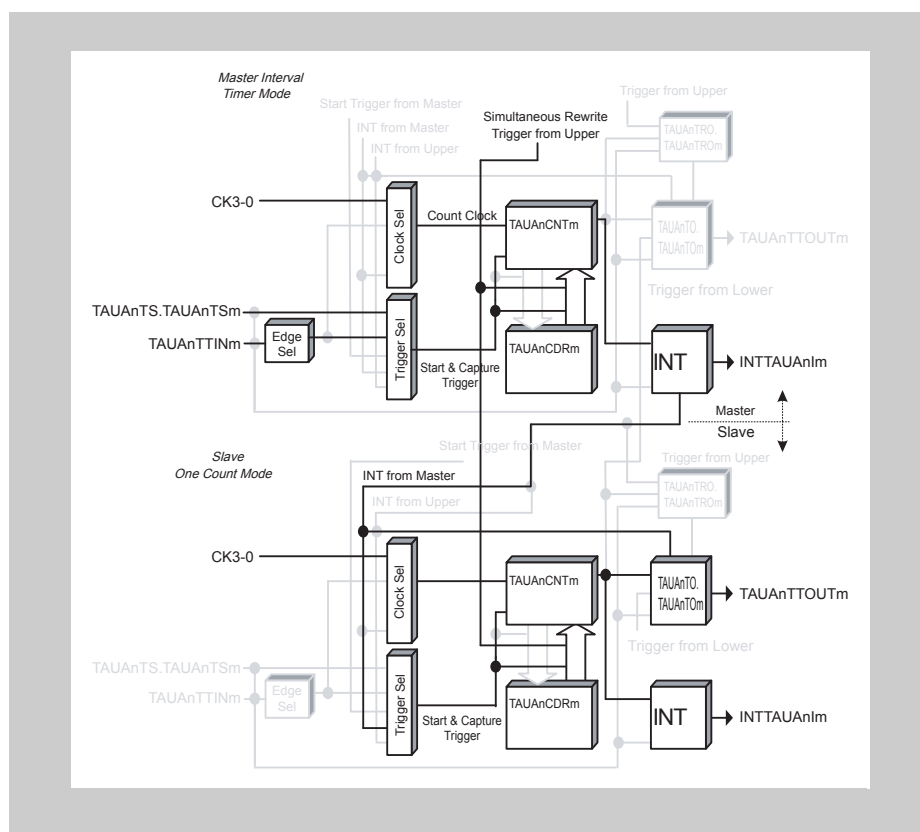 Master Interval
Timer Mode
Start Trigger from Master
INT from Master
INT from Upper
Simultaneous Rewrite
Trigger from Upper
Trigger from Upper
TAUAnTRO.
TAUAnTROm
CK3-0
Clock Sel
Count Clock
TAUAnCNTm
TAUAnTO.
TAUAnTOm
TAUAnTTOUTm
Trigger from Lower
TAUAnTS.TAUAnTSm
TAUAnTTINm
Edge
Sel
Trigger Sel
Start & Capture
Trigger
TAUAnCDRm
INT
INTTAUAnIm
Master
Slave
Slave
One Count Mode
Start Trigger from Master
INT from Master
INT from Upper
Trigger from Upper
TAUAnTRO.
TAUAnTROm
CK3-0
Clock Sel
TAUAnCNTm
TAUAnTO.
TAUAnTOm
TAUAnTTOUTm
Trigger from Lower
TAUAnTS.TAUAnTSm
TAUAnTTINm
Edge
Sel
Trigger Sel
Start & Capture
Trigger
TAUAnCDRm
INT
INTTAUAnIm